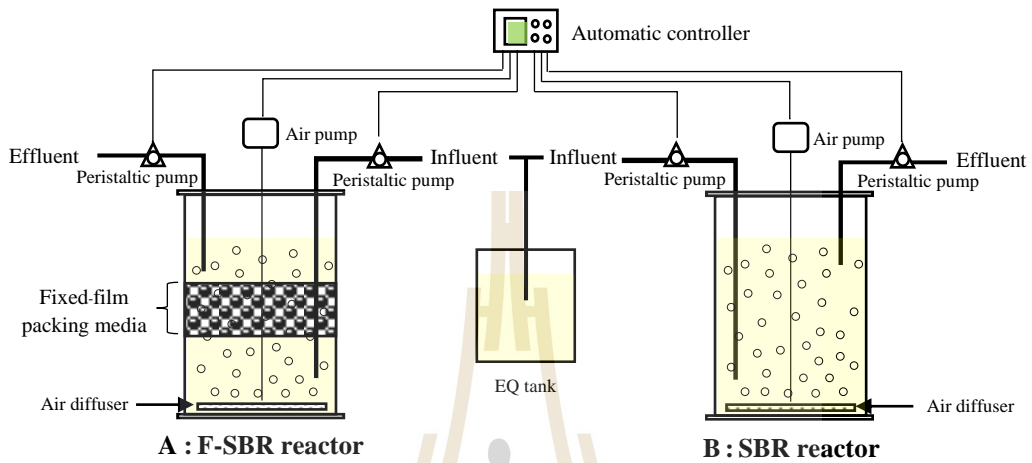 Automatic controller
Air pump
Air pump
Effluent
Influent
Influent
Effluent
Peristaltic pump
Peristaltic pump
Peristaltic pump
Peristaltic pump
Fixed-film
packing media
EQ tank
Air diffuser
Air diffuser
A : F-SBR reactor
B : SBR reactor